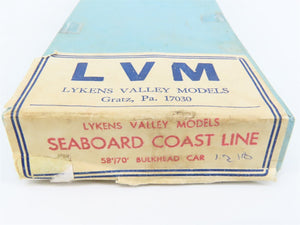 LVM
LYKENS VALLEY MODELS
Gratz, Pa. 17030
LYKENS VALLEY MODELS
SEABOARD COAST LINE
58'/70' BULKHEAD CAR